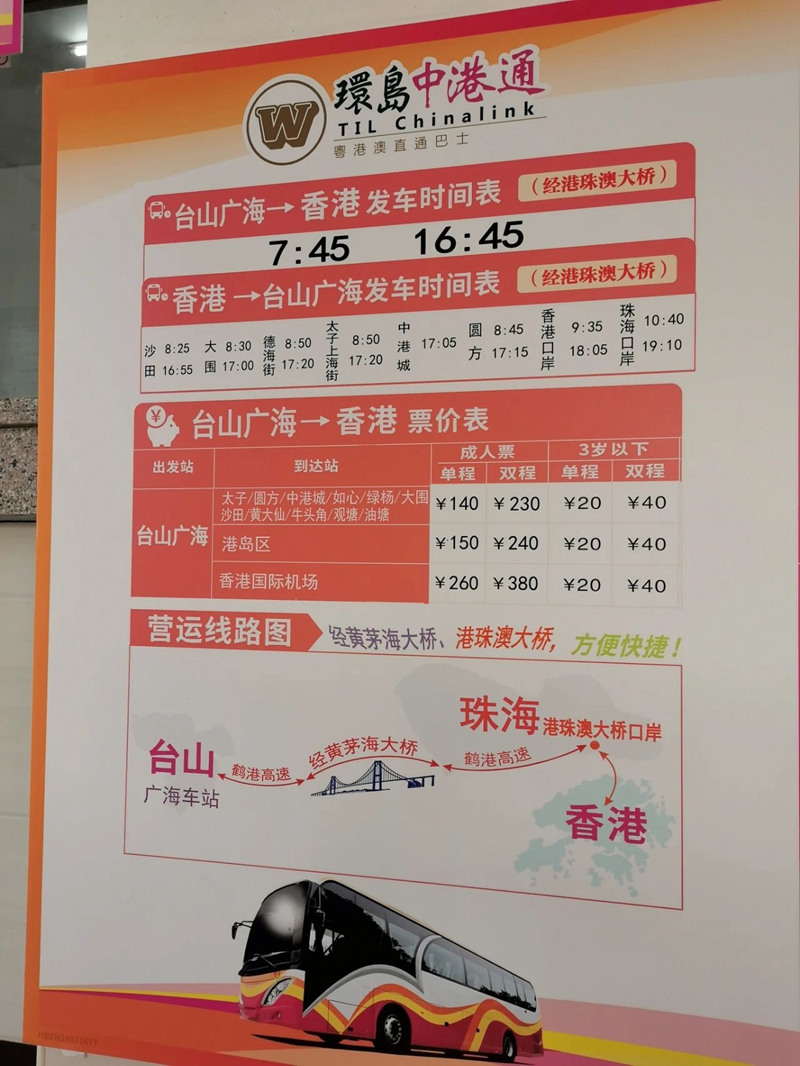 W
環島中港通
TIL Chinalink
粤港澳直通巴士
台山广海→香港发车时间表 (经港珠澳大桥)
7:45 16:45
香港→台山广海发车时间表 (经港珠澳大桥)
沙田 8:25 16:55
大围 8:30 17:00
德海街 8:50 17:20
太子上海街 8:50 17:20
中港城 17:05
圆方 8:45 17:15
香港口岸 9:35 18:05
珠海口岸 10:40 19:10
¥
台山广海→香港 票价表
出发站 到达站 成人票 3岁以下
单程 双程 单程 双程
台山广海
太子/圆方/中港城/如心/绿杨/大围
沙田/黄大仙/牛头角/观塘/油塘
¥140 ¥230 ¥20 ¥40
港岛区 ¥150 ¥240 ¥20 ¥40
香港国际机场 ¥260 ¥380 ¥20 ¥40
营运线路图 经黄茅海大桥、港珠澳大桥,方便快捷!
珠海 港珠澳大桥口岸
台山
广海车站
鹤港高速
经黄茅海大桥
鹤港高速
香港